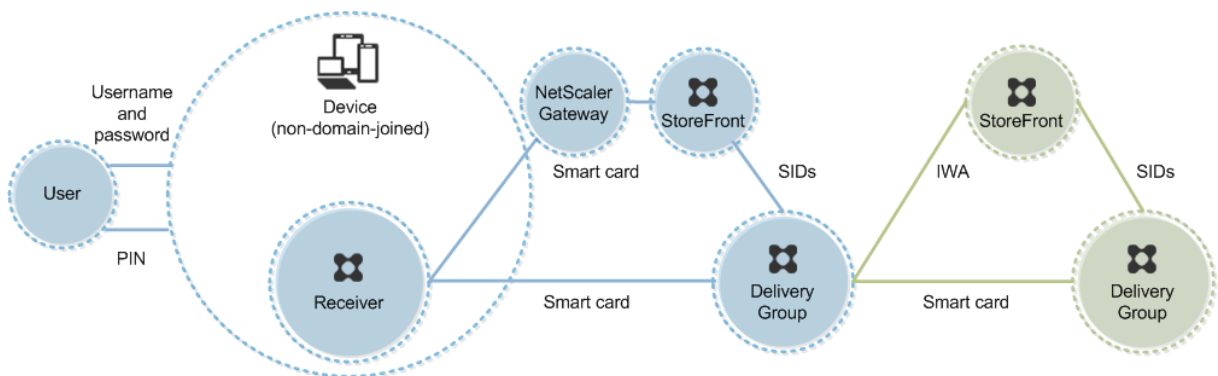 Username
and
password
User
PIN
Device
(non-domain-joined)
Receiver
NetScaler
Gateway
StoreFront
Smart card
SIDs
Smart card
Delivery
Group
StoreFront
IWA
SIDs
Smart card
Delivery
Group